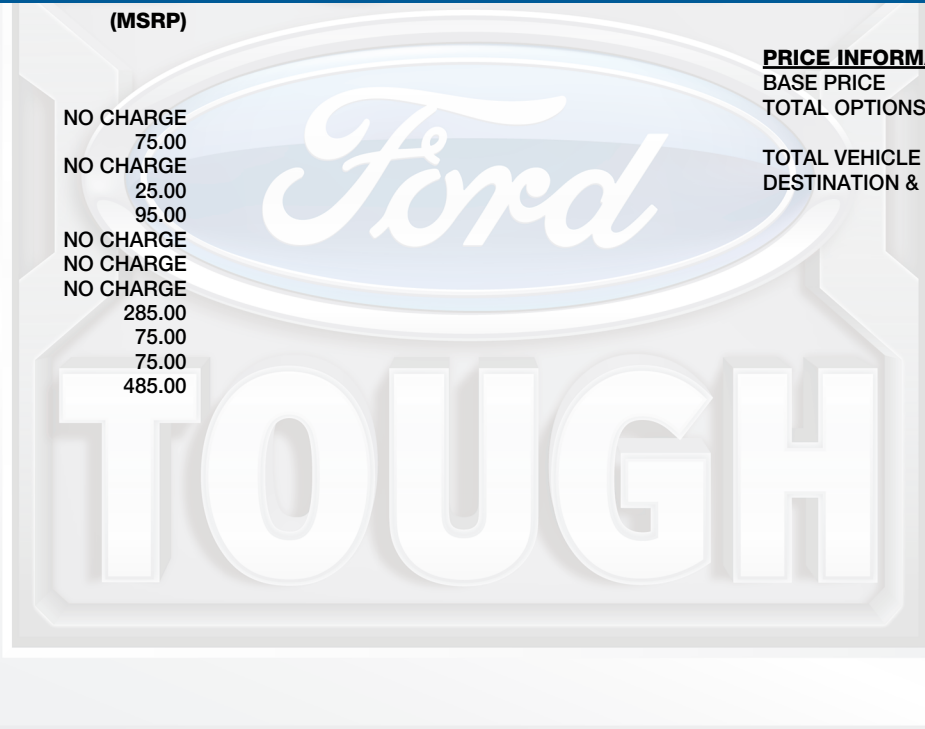 (MSRP)
NO CHARGE
75.00
NO CHARGE
25.00
95.00
NO CHARGE
NO CHARGE
NO CHARGE
285.00
75.00
75.00
485.00
PRICE INFORM
BASE PRICE
TOTAL OPTIONS
TOTAL VEHICLE
DESTINATION &
Ford
TOUGH